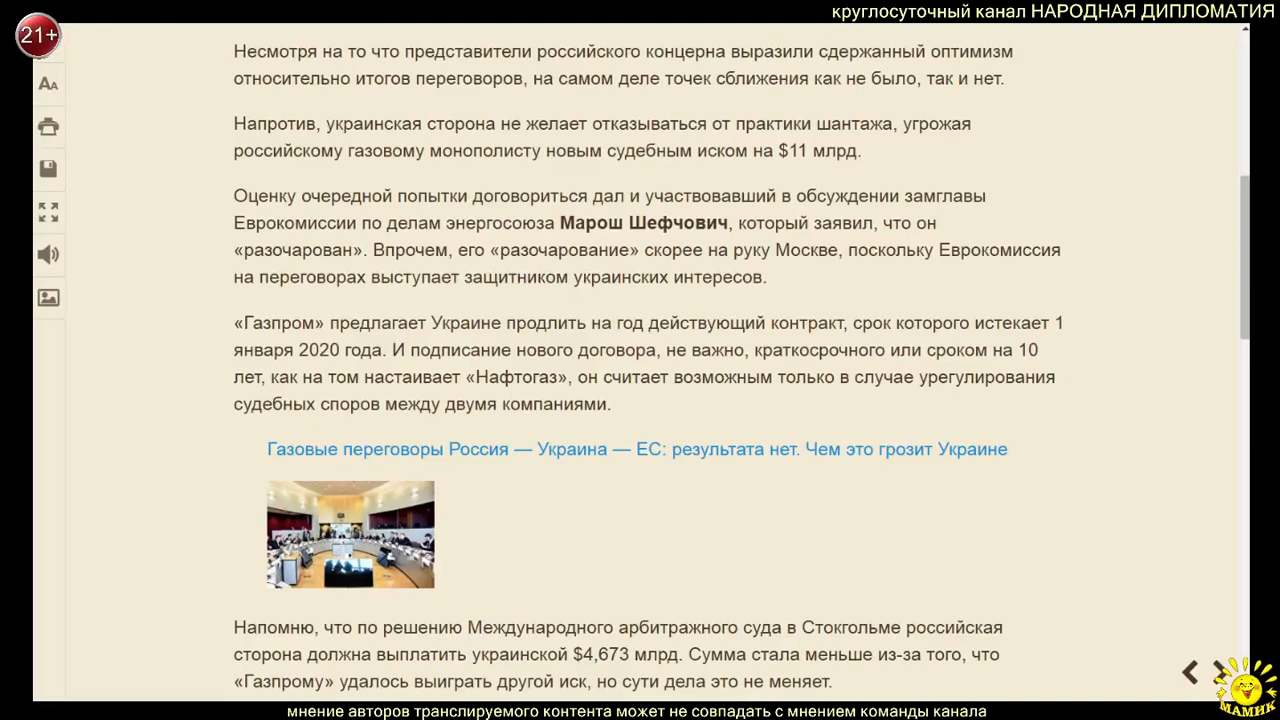 круглосуточный канал НАРОДНАЯ ДИПЛОМАТИЯ
21+
Несмотря на то что представители российского концерна выразили сдержанный оптимизм
относительно итогов переговоров, на самом деле точек сближения как не было, так и нет.
Напротив, украинская сторона не желает отказываться от практики шантажа, угрожая
российскому газовому монополисту новым судебным иском на $11 млрд.
Оценку очередной попытки договориться дал и участвовавший в обсуждении замглавы
Еврокомиссии по делам энергосоюза Марош Шефчович, который заявил, что он
«разочарован». Впрочем, его «разочарование» скорее на руку Москве, поскольку Еврокомиссия
на переговорах выступает защитником украинских интересов.
«Газпром» предлагает Украине продлить на год действующий контракт, срок которого истекает 1
января 2020 года. И подписание нового договора, не важно, краткосрочного или сроком на 10
лет, как на том настаивает «Нафтогаз», он считает возможным только в случае урегулирования
судебных споров между двумя компаниями.
Газовые переговоры Россия — Украина — ЕС: результата нет. Чем это грозит Украине
Напомню, что по решению Международного арбитражного суда в Стокгольме российская
сторона должна выплатить украинской $4,673 млрд. Сумма стала меньше из-за того, что
«Газпрому» удалось выиграть другой иск, но сути дела это не меняет.
МАМИК
мнение авторов транслируемого контента может не совпадать с мнением команды канала